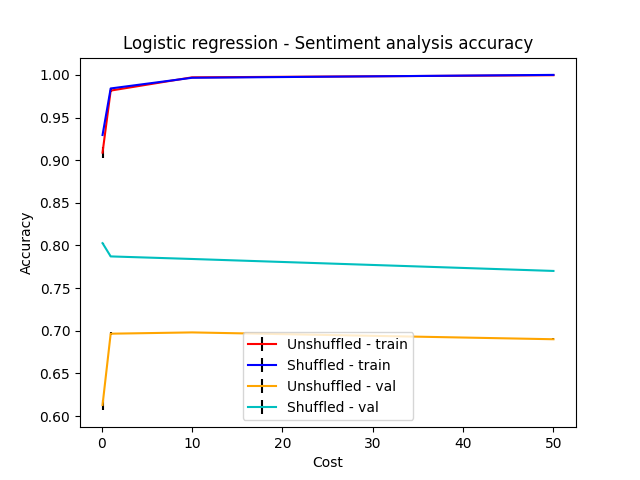 Logistic regression - Sentiment analysis accuracy
1.00
0.95
0.90
0.85
0.80
0.75
0.70
0.65
0.60
Accuracy
Unshuffled - train
Shuffled - train
Unshuffled - val
Shuffled - val
0 10 20 30 40 50
Cost